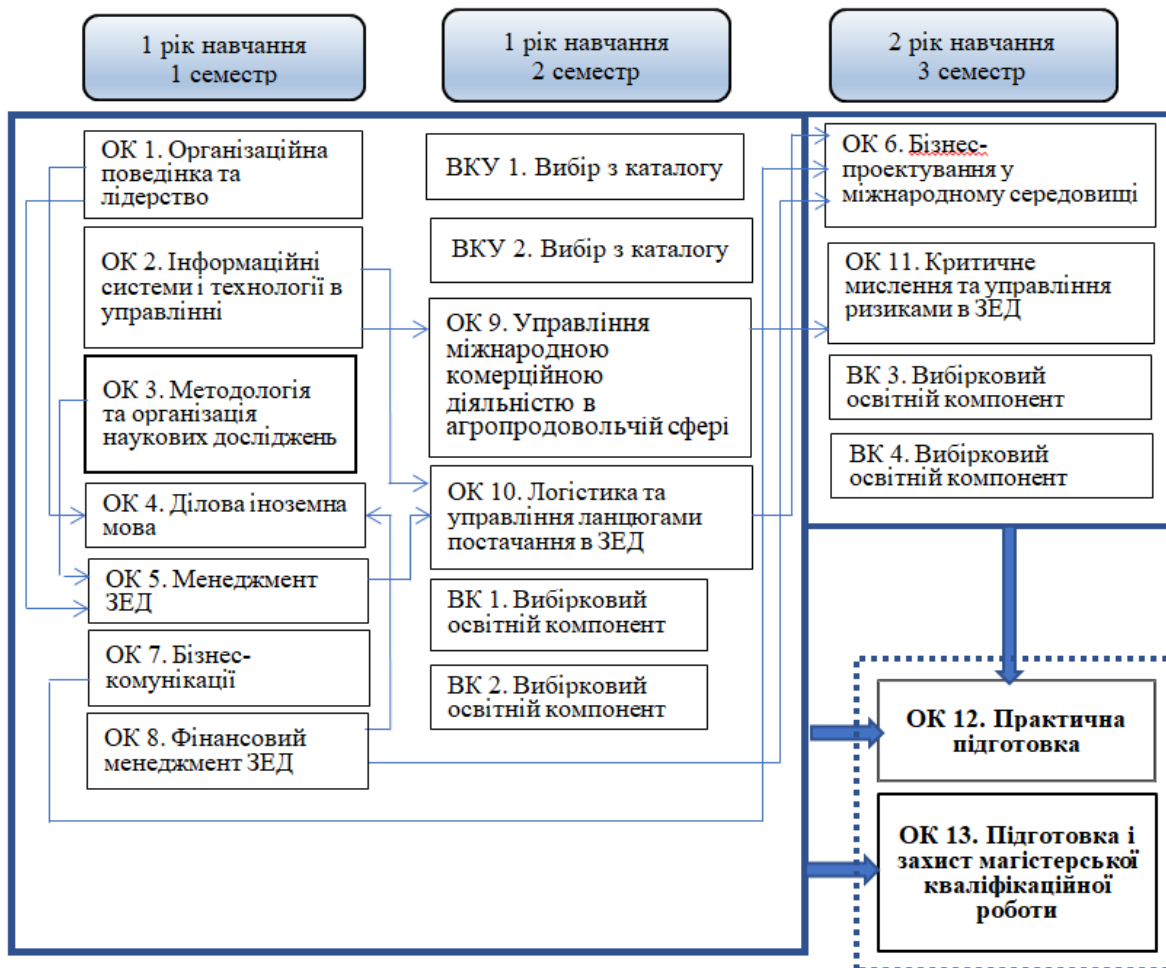 1 рік навчання
1 семестр
1 рік навчання
2 семестр
2 рік навчання
3 семестр
ОК 1. Організаційна
поведінка та
лідерство
ОК 2. Інформаційні
системи і технології в
управлінні
ОК 3. Методологія
та організація
наукових досліджень
ОК 4. Ділова іноземна
мова
ОК 5. Менеджмент
ЗЕД
ОК 7. Бізнес-
комунікації
ОК 8. Фінансовий
менеджмент ЗЕД
ВКУ 1. Вибір з каталогу
ВКУ 2. Вибір з каталогу
ОК 9. Управління
міжнародною
комерційною
діяльністю в
агропродовольчій сфері
ОК 10. Логістика та
управління ланцюгами
постачання в ЗЕД
ВК 1. Вибірковий
освітній компонент
ВК 2. Вибірковий
освітній компонент
ОК 6. Бізнес-
проектування у
міжнародному середовищі
ОК 11. Критичне
мислення та управління
ризиками в ЗЕД
ВК 3. Вибірковий
освітній компонент
ВК 4. Вибірковий
освітній компонент
ОК 12. Практична
підготовка
ОК 13. Підготовка і
захист магістерської
кваліфікаційної
роботи